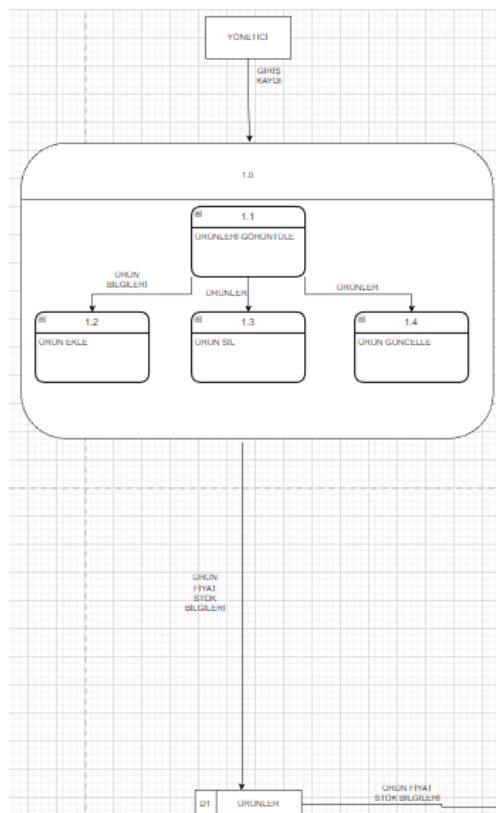 YÖNETİCİ
GİRİŞ
KAYDI
1.0
1.1
ÜRÜNLERİ GÖRÜNTÜLE
ÜRÜN
BİLGİLERİ
ÜRÜNLER
ÜRÜNLER
1.2
ÜRÜN EKLE
1.3
ÜRÜN SİL
1.4
ÜRÜN GÜNCELLE
ÜRÜN
FİYAT
STOK
BİLGİLERİ
D1
ÜRÜNLER
ÜRÜN FİYAT
STOK BİLGİLERİ